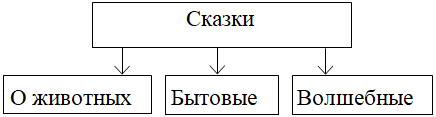 Сказки
О животных
Бытовые
Волшебные